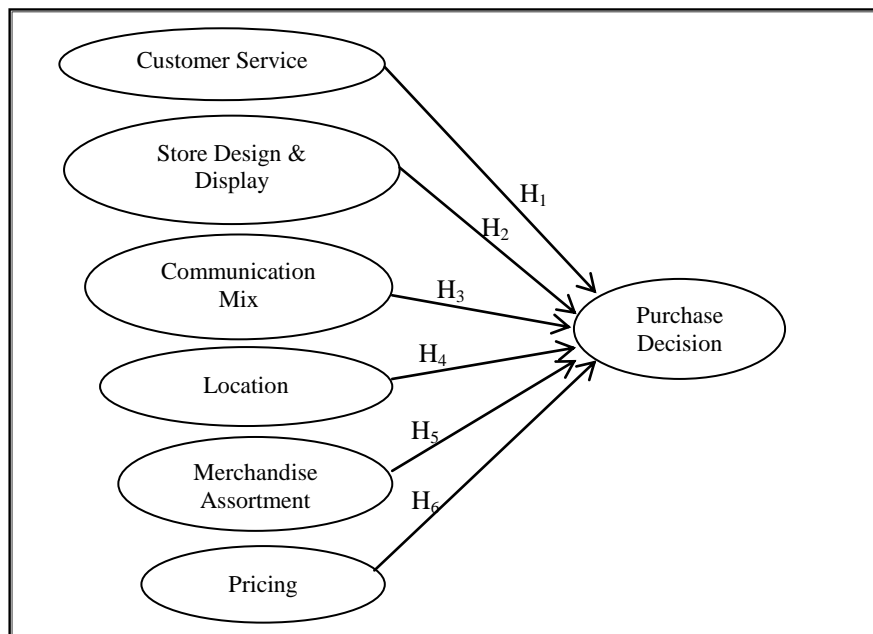 Customer Service
Store Design &
Display
H₁
H₂
Communication
Mix
H₃
Purchase
Decision
H₄
Location
H₅
Merchandise
Assortment
H₆
Pricing